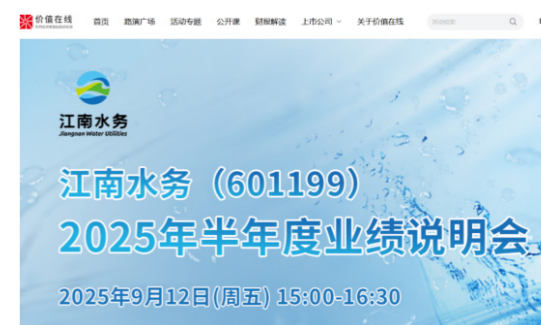 价值在线
首页 路演广场 活动专题 公开课 财报解读 上市公司 关于价值在线
江南水务
Jiangnan Water Utilities
江南水务（601199）
2025年半年度业绩说明会
2025年9月12日(周五) 15:00-16:30